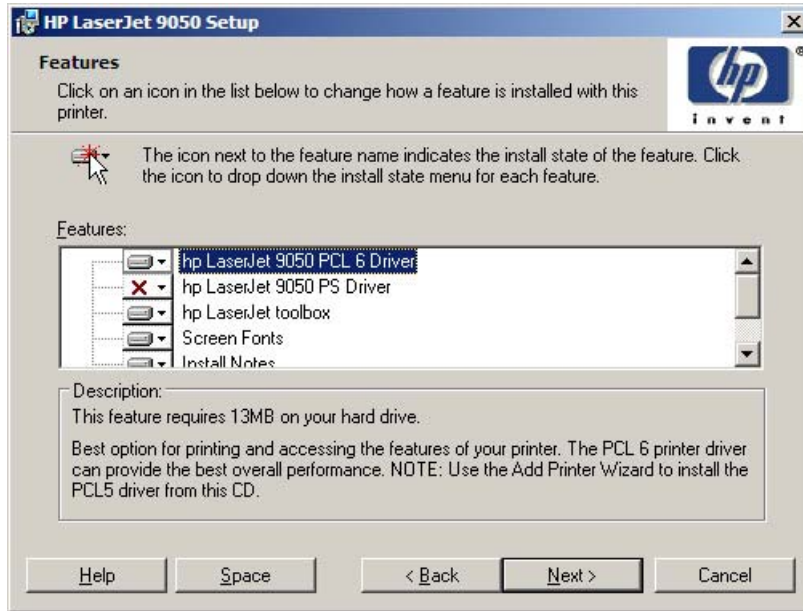 HP LaserJet 9050 Setup
Features
Click on an icon in the list below to change how a feature is installed with this
printer.
hp
®
invent
The icon next to the feature name indicates the install state of the feature. Click
the icon to drop down the install state menu for each feature.
Features:
hp LaserJet 9050 PCL 6 Driver
hp LaserJet 9050 PS Driver
hp LaserJet toolbox
Screen Fonts
Install Notes
Description:
This feature requires 13MB on your hard drive.
Best option for printing and accessing the features of your printer. The PCL 6 printer driver
can provide the best overall performance. NOTE: Use the Add Printer Wizard to install the
PCL5 driver from this CD.
Help
Space
< Back
Next >
Cancel